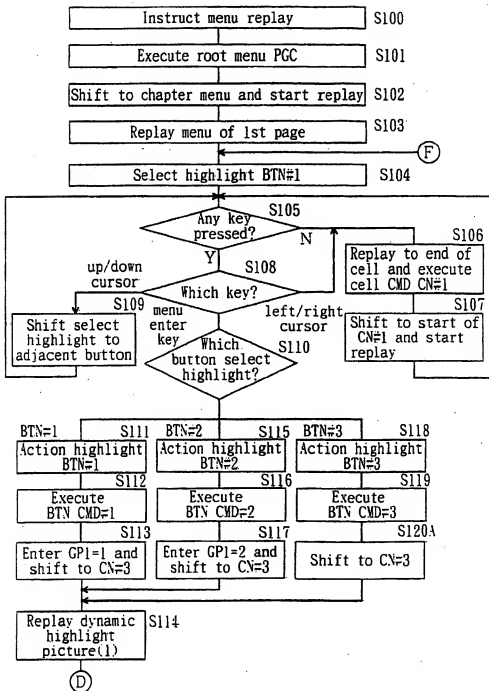 Instruct menu replay S100
Execute root menu PGC S101
Shift to chapter menu and start replay S102
Replay menu of 1st page S103
F
Select highlight BTN#1 S104
S105
Any key
pressed?
N
Y
S106
Replay to end
of cell and execute
cell CMD CN#1
S107
Shift to start of
CN#1 and start
replay
S108
Which key?
up/down
cursor
S109
Shift select
highlight to
adjacent button
menu
enter
key
left/right
cursor
S110
Which
button select
highlight?
BTN#1 S111
Action highlight
BTN#1
S112
Execute
BTN CMD#1
S113
Enter GP1=1 and
shift to CN#3
BTN#2 S115
Action highlight
BTN#2
S116
Execute
BTN CMD#2
S117
Enter GP1=2 and
shift to CN#3
BTN#3 S118
Action highlight
BTN#3
S119
Execute
BTN CMD#3
S120A
Shift to CN#3
Replay dynamic
highlight
picture(1)
S114
D